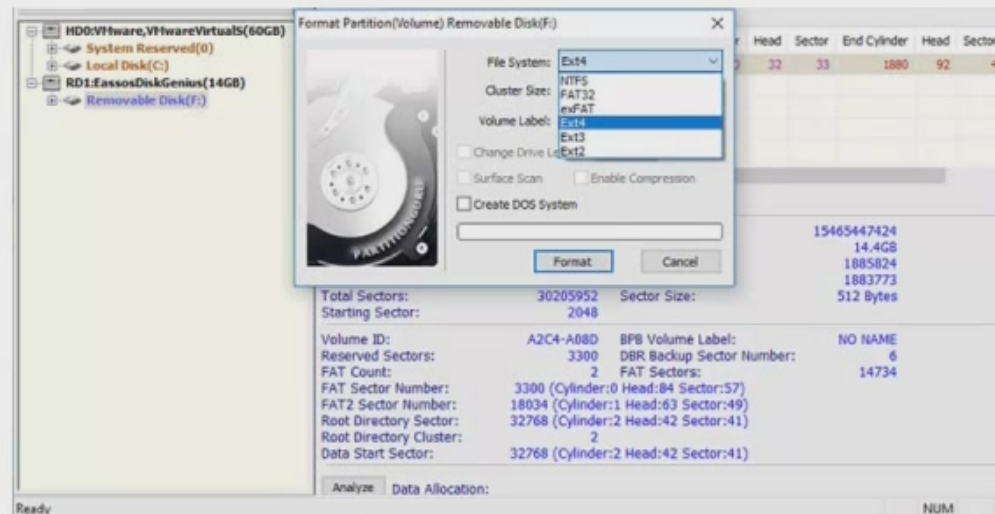 HD0:VMware,VMwareVirtualS(60GB)
System Reserved(0)
Local Disk(C:)
RD1:EassosDiskGenius(14GB)
Removable Disk(F:)
Format Partition(Volume) Removable Disk(F:)
File System: Ext4
NTFS
FAT32
exFAT
Ext4
Ext3
Ext2
Cluster Size:
Volume Label:
Change Drive
Surface Scan Enable Compression
Create DOS System
PARTITIONGURU
Format Cancel
Head Sector End Cylinder Head Sector
32 33 1880 92
15465447424
14.4GB
1885824
1883773
Total Sectors: 30205952 Sector Size: 512 Bytes
Starting Sector: 2048
Volume ID: A2C4-A08D BPB Volume Label: NO NAME
Reserved Sectors: 3300 DBR Backup Sector Number: 6
FAT Count: 2 FAT Sectors: 14734
FAT Sector Number: 3300 (Cylinder:0 Head:84 Sector:57)
FAT2 Sector Number: 18034 (Cylinder:1 Head:63 Sector:49)
Root Directory Sector: 32768 (Cylinder:2 Head:42 Sector:41)
Root Directory Cluster: 2
Data Start Sector: 32768 (Cylinder:2 Head:42 Sector:41)
Analyze Data Allocation:
Ready NUM